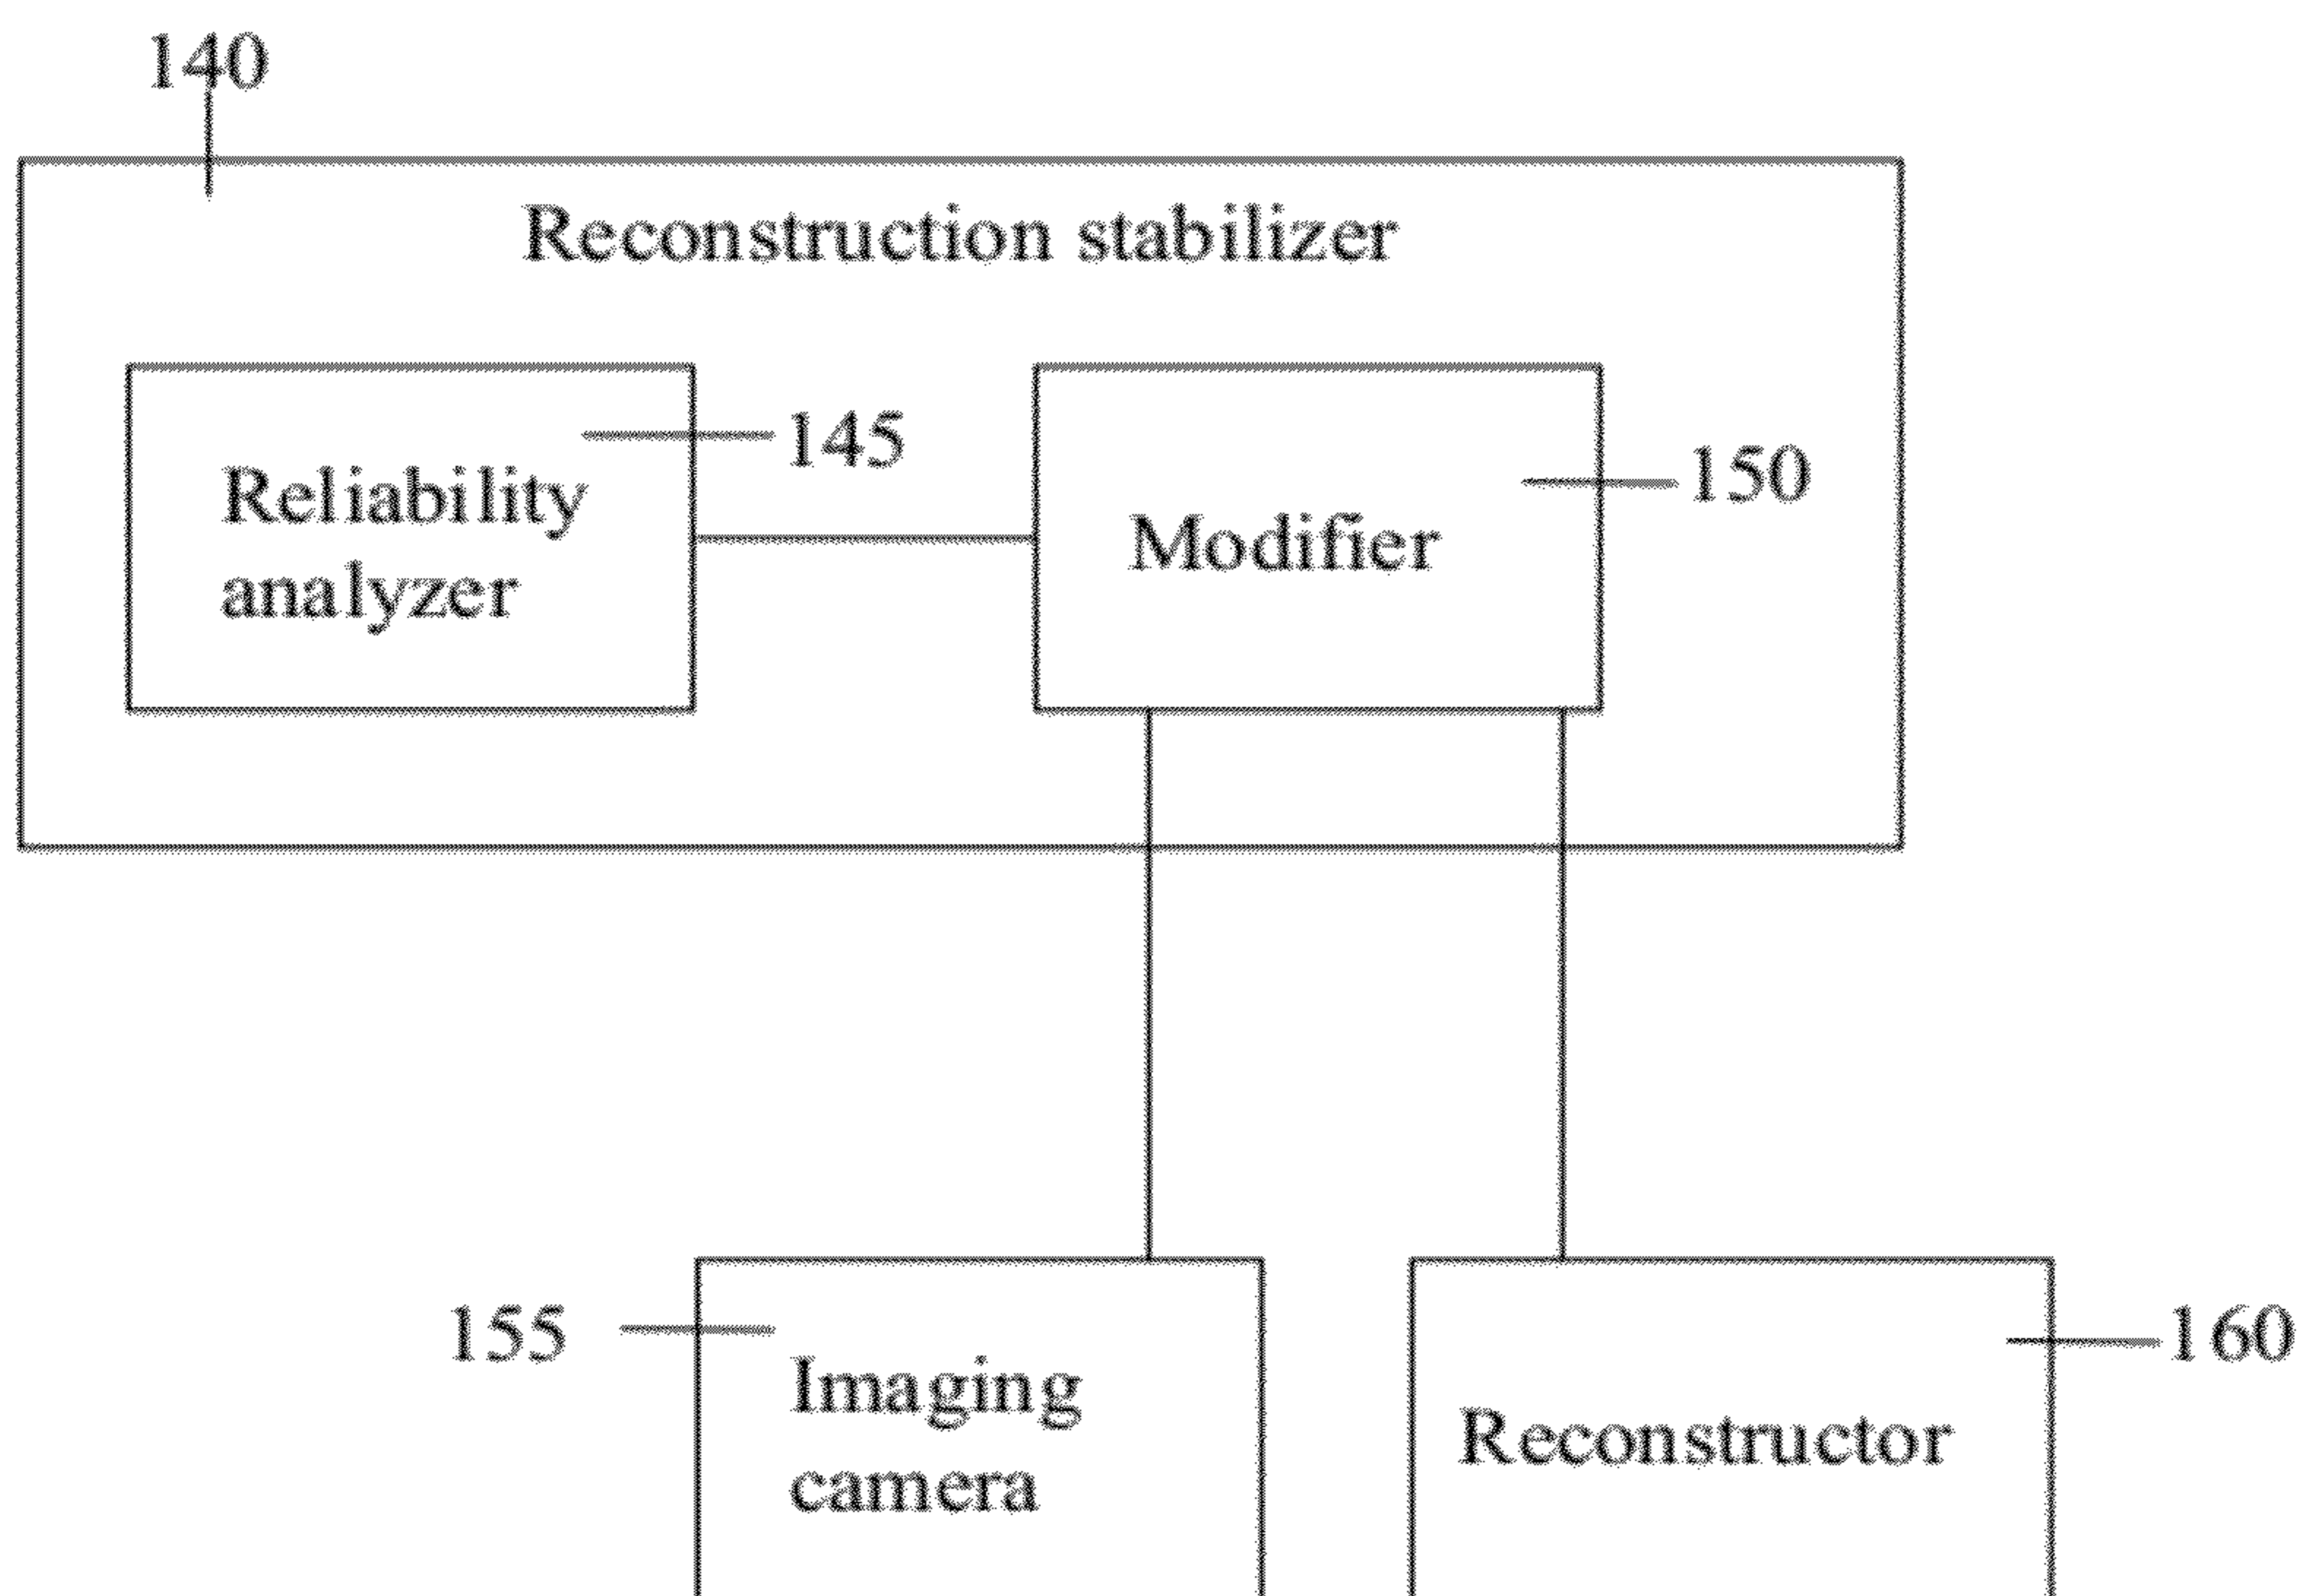 140
Reconstruction stabilizer
145
Reliability
analyzer
150
Modifier
155
Imaging
camera
160
Reconstructor